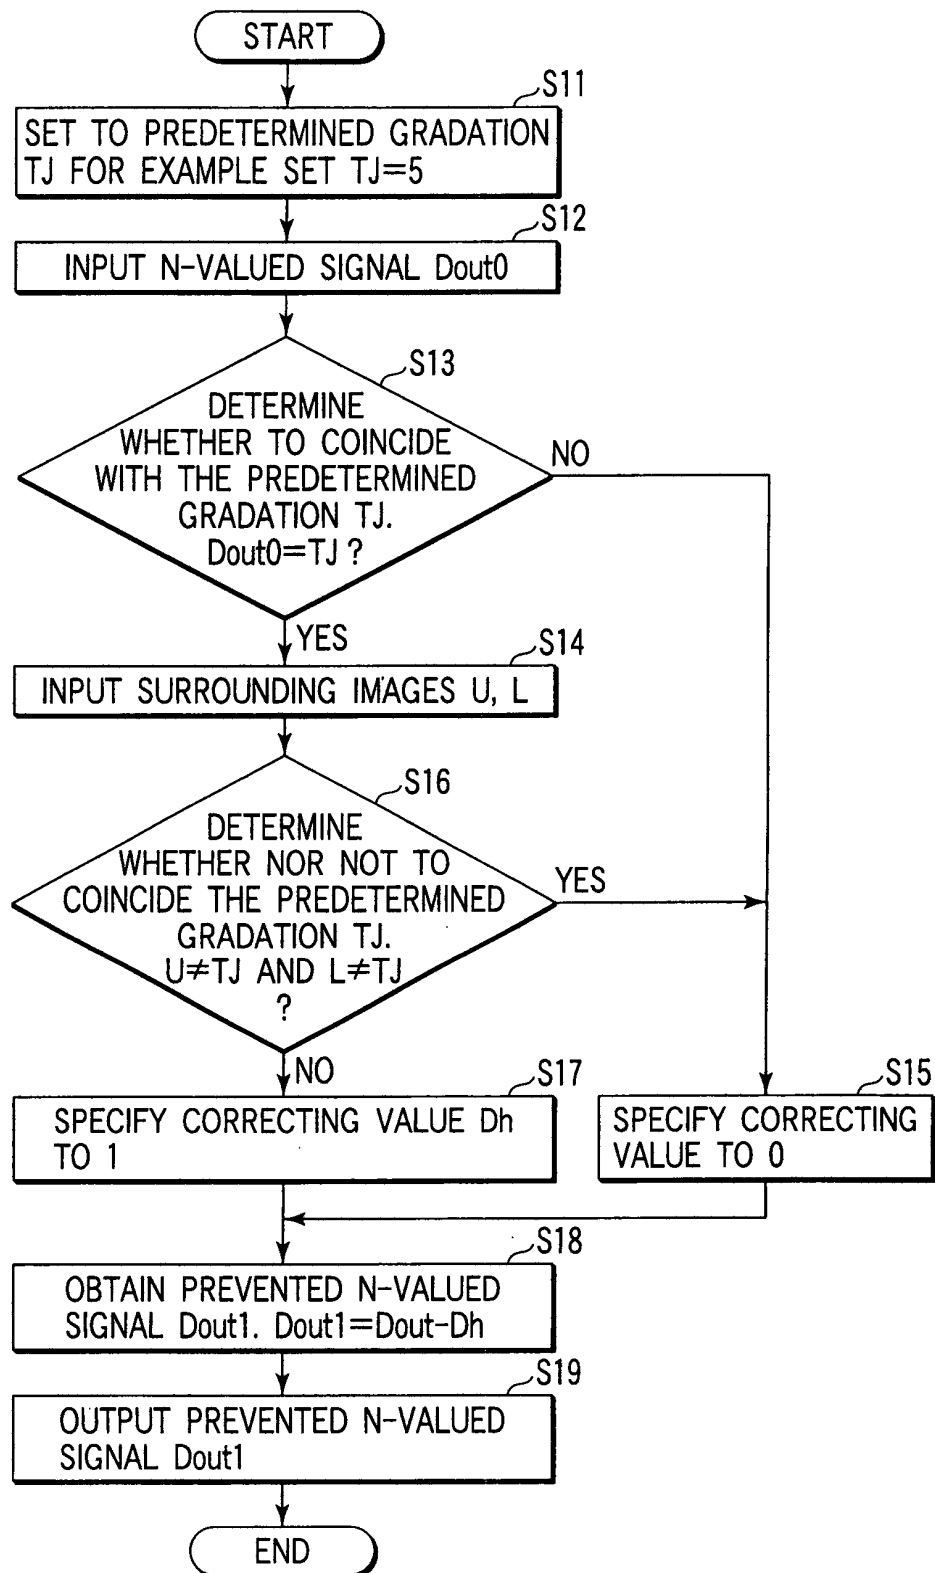 START
S11
SET TO PREDETERMINED GRADATION
TJ FOR EXAMPLE SET TJ=5
S12
INPUT N-VALUED SIGNAL Dout0
S13
DETERMINE
WHETHER TO COINCIDE
WITH THE PREDETERMINED
GRADATION TJ.
Dout0=TJ ?
NO
YES
S14
INPUT SURROUNDING IMAGES U, L
S16
DETERMINE
WHETHER NOR NOT TO
COINCIDE THE PREDETERMINED
GRADATION TJ.
U≠TJ AND L≠TJ
?
YES
NO
S17
SPECIFY CORRECTING VALUE Dh
TO 1
S15
SPECIFY CORRECTING
VALUE TO 0
S18
OBTAIN PREVENTED N-VALUED
SIGNAL Dout1. Dout1=Dout-Dh
S19
OUTPUT PREVENTED N-VALUED
SIGNAL Dout1
END